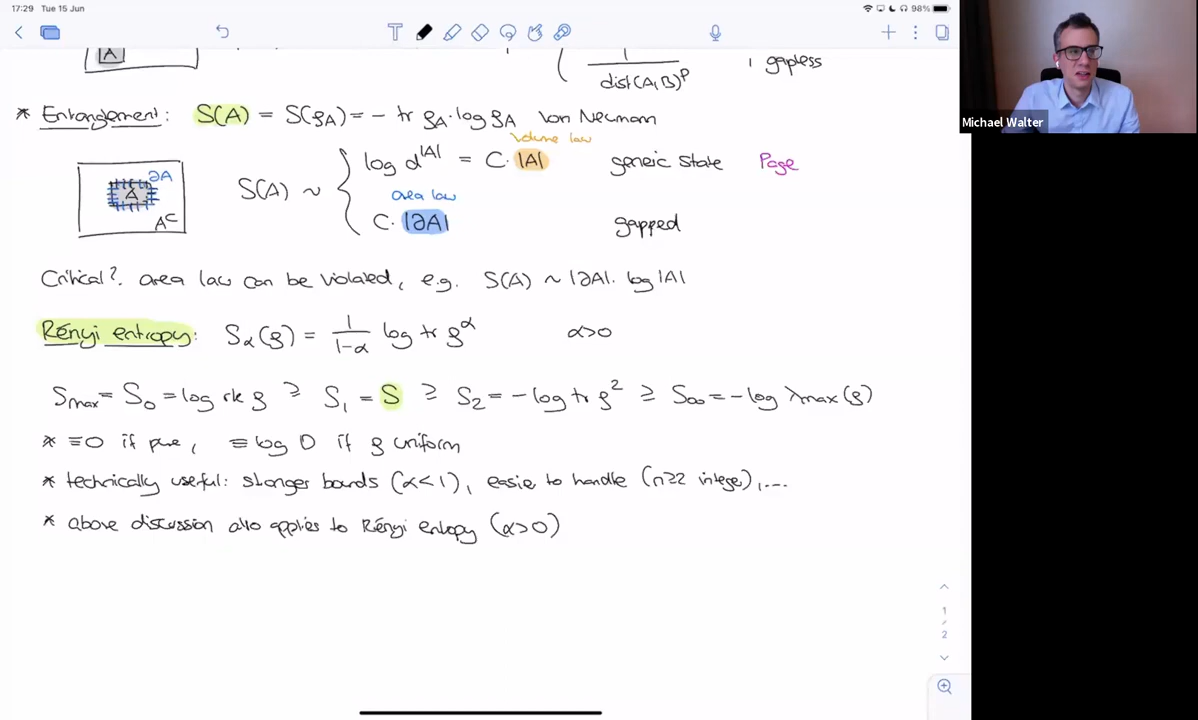 17:29 Tue 15 Jun 98%
A
1
dist(A,B)^p
, gapless
* Entanglement: S(A) = S(ρ_A) = - tr ρ_A · log ρ_A von Neumann
volume law
log d^|A| = C·|A| generic state Page
∂A
A
A^C
S(A) ~
area law
C·|∂A| gapped
Critical? area law can be violated, e.g. S(A) ~ |∂A|· log |A|
Rényi entropy: S_α(ρ) = 1/(1-α) log tr ρ^α α>0
S_max = S_0 = log rk ρ ≥ S_1 = S ≥ S_2 = - log tr ρ^2 ≥ S_∞ = - log λ_max(ρ)
* ≡0 if pure, ≡ log D if ρ uniform
* technically useful: stronger bounds (α<1), easier to handle (n≥2 integer),...
* above discussion also applies to Rényi entropy (α>0)
1
/
2
Michael Walter